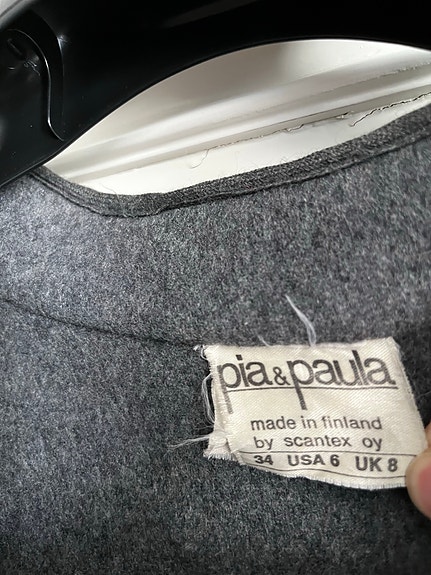 pia&paula
made in finland
by scantex oy
34 USA 6 UK 8